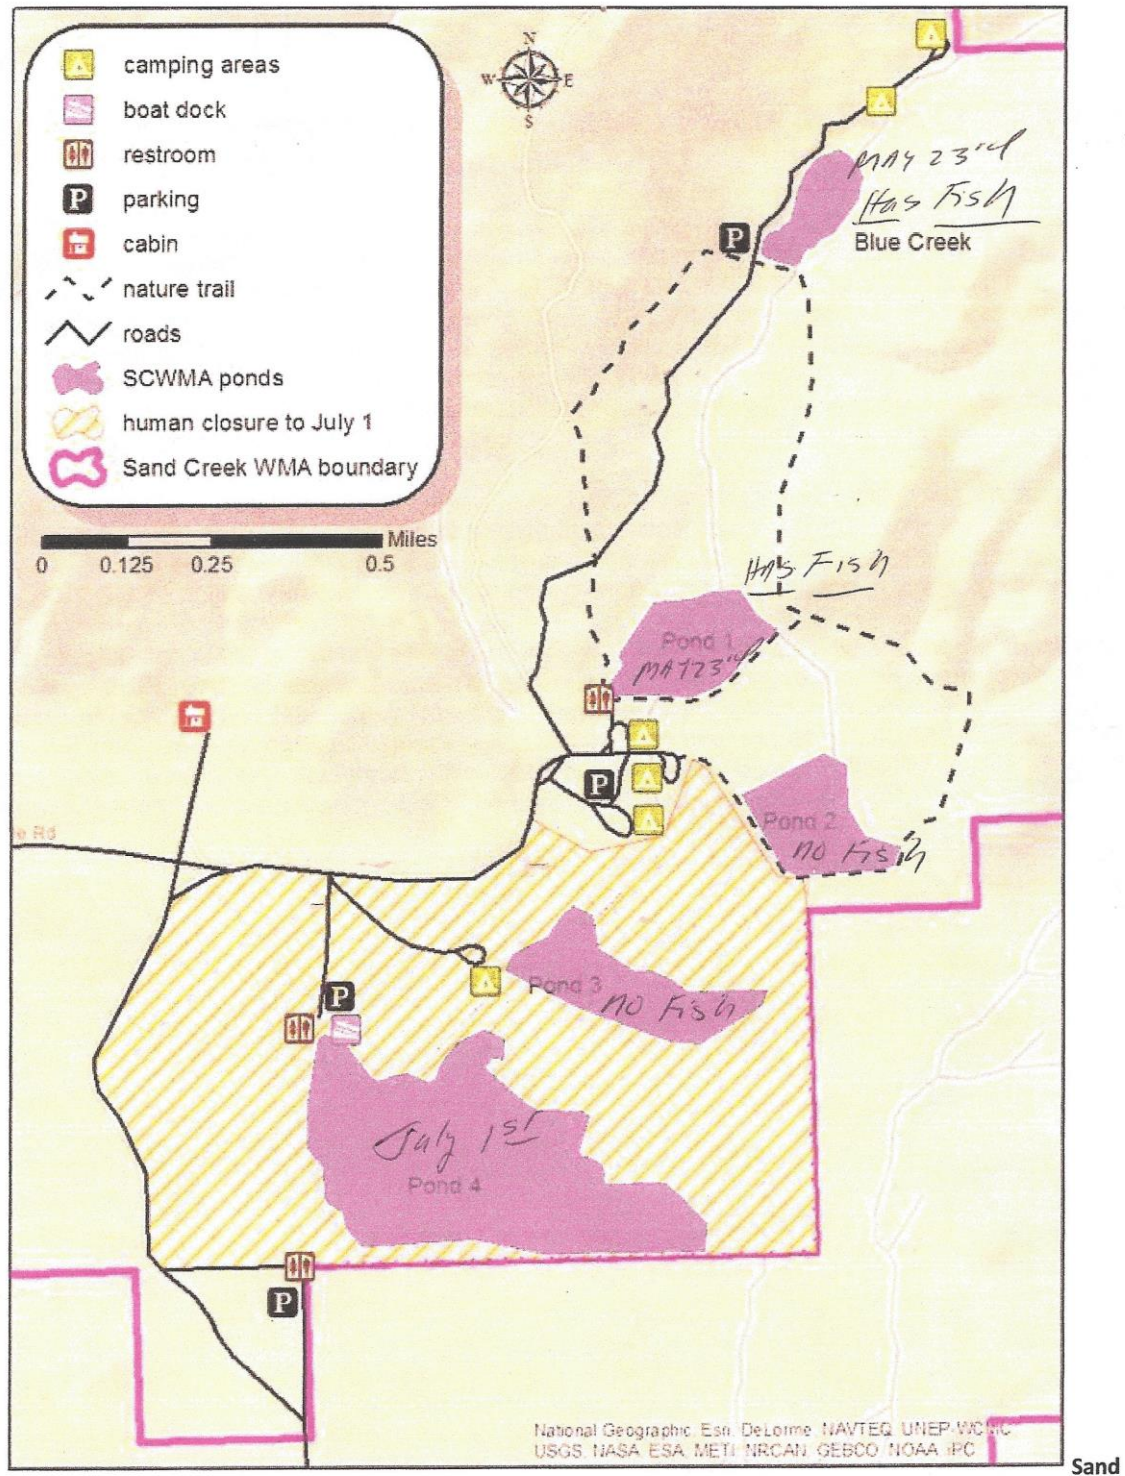 camping areas
boat dock
restroom
P parking
cabin
nature trail
roads
SCWMA ponds
human closure to July 1
Sand Creek WMA boundary
Miles
0 0.125 0.25 0.5
N
W E
S
MAY 23rd
Has Fish
Blue Creek
P
Has Fish
Pond 1
MAY 23rd
P
Pond 2
no Fish
e Rd
Pond 3
no Fish
P
July 1st
Pond 4
P
National Geographic, Esri, DeLorme, NAVTEQ, UNEP-WCMC
USGS, NASA, ESA, METI, NRCAN, GEBCO, NOAA, iPC
Sand